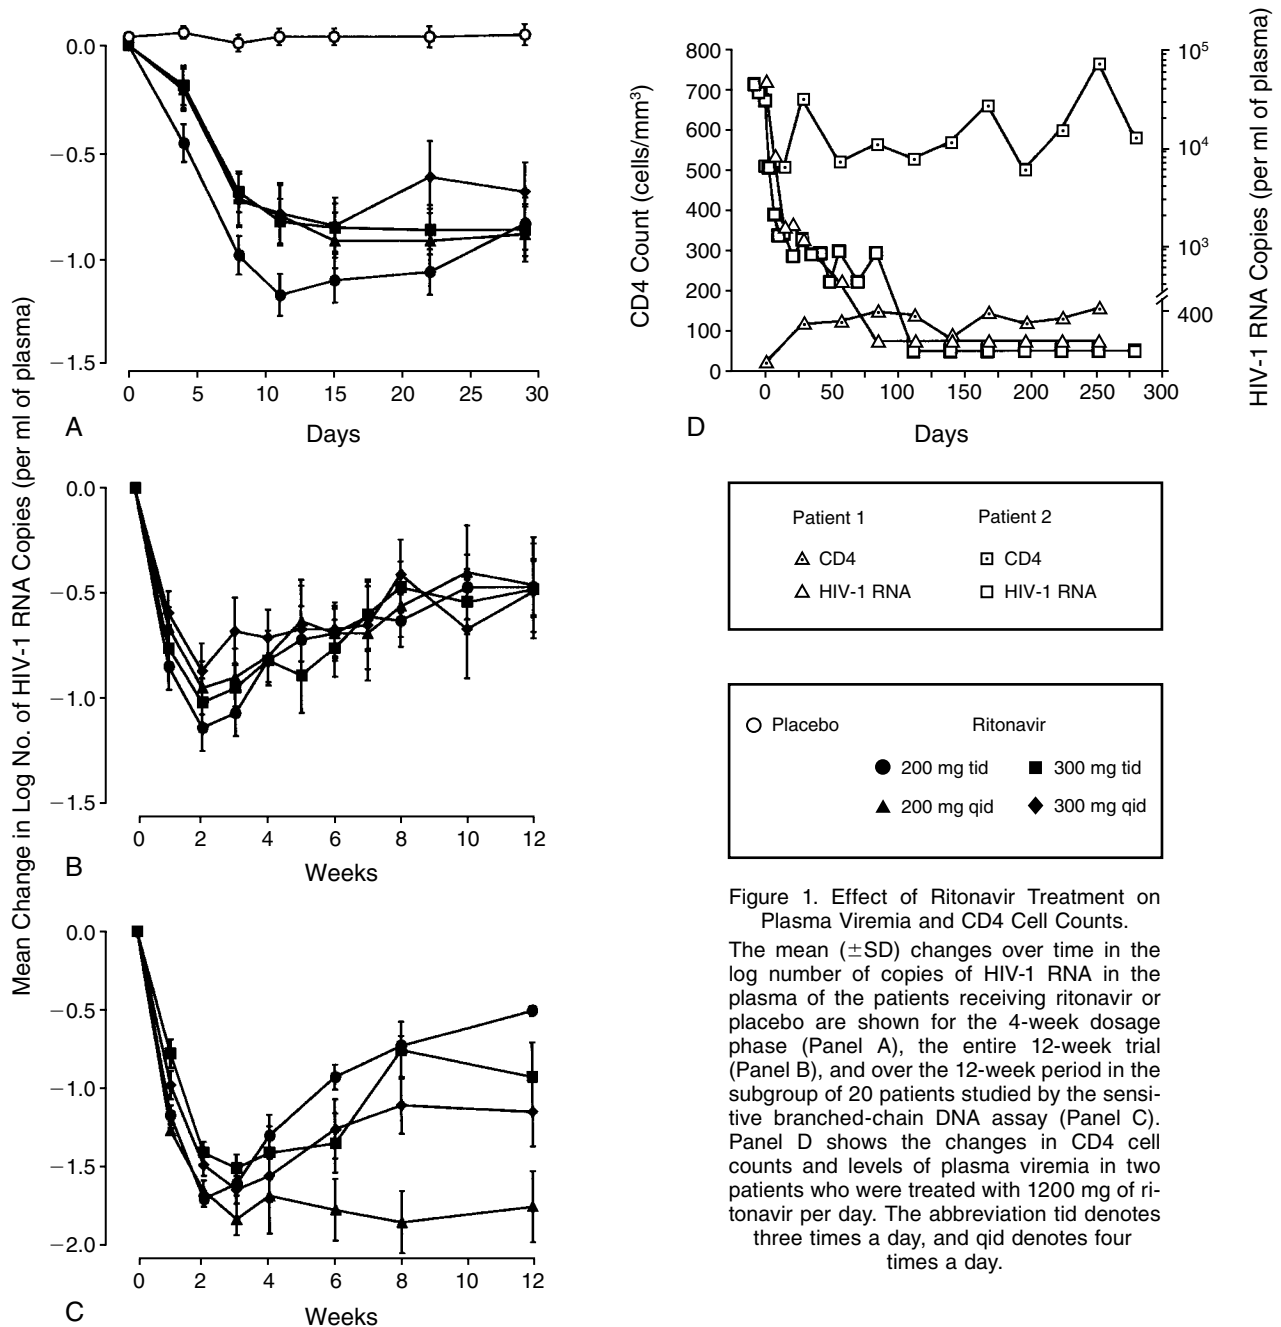 Mean Change in Log No. of HIV-1 RNA Copies (per ml of plasma)
0.0
−0.5
−1.0
−1.5
0 5 10 15 20 25 30
A
Days
0.0
−0.5
−1.0
−1.5
0 2 4 6 8 10 12
B
Weeks
0.0
−0.5
−1.0
−1.5
−2.0
0 2 4 6 8 10 12
C
Weeks
CD4 Count (cells/mm³)
800
700
600
500
400
300
200
100
0
10⁵
10⁴
10³
400
HIV-1 RNA Copies (per ml of plasma)
0 50 100 150 200 250 300
D
Days
Patient 1 Patient 2
CD4 CD4
HIV-1 RNA HIV-1 RNA
Placebo Ritonavir
200 mg tid 300 mg tid
200 mg qid 300 mg qid
Figure 1. Effect of Ritonavir Treatment on
Plasma Viremia and CD4 Cell Counts.
The mean (±SD) changes over time in the
log number of copies of HIV-1 RNA in the
plasma of the patients receiving ritonavir or
placebo are shown for the 4-week dosage
phase (Panel A), the entire 12-week trial
(Panel B), and over the 12-week period in the
subgroup of 20 patients studied by the sensi-
tive branched-chain DNA assay (Panel C).
Panel D shows the changes in CD4 cell
counts and levels of plasma viremia in two
patients who were treated with 1200 mg of ri-
tonavir per day. The abbreviation tid denotes
three times a day, and qid denotes four
times a day.